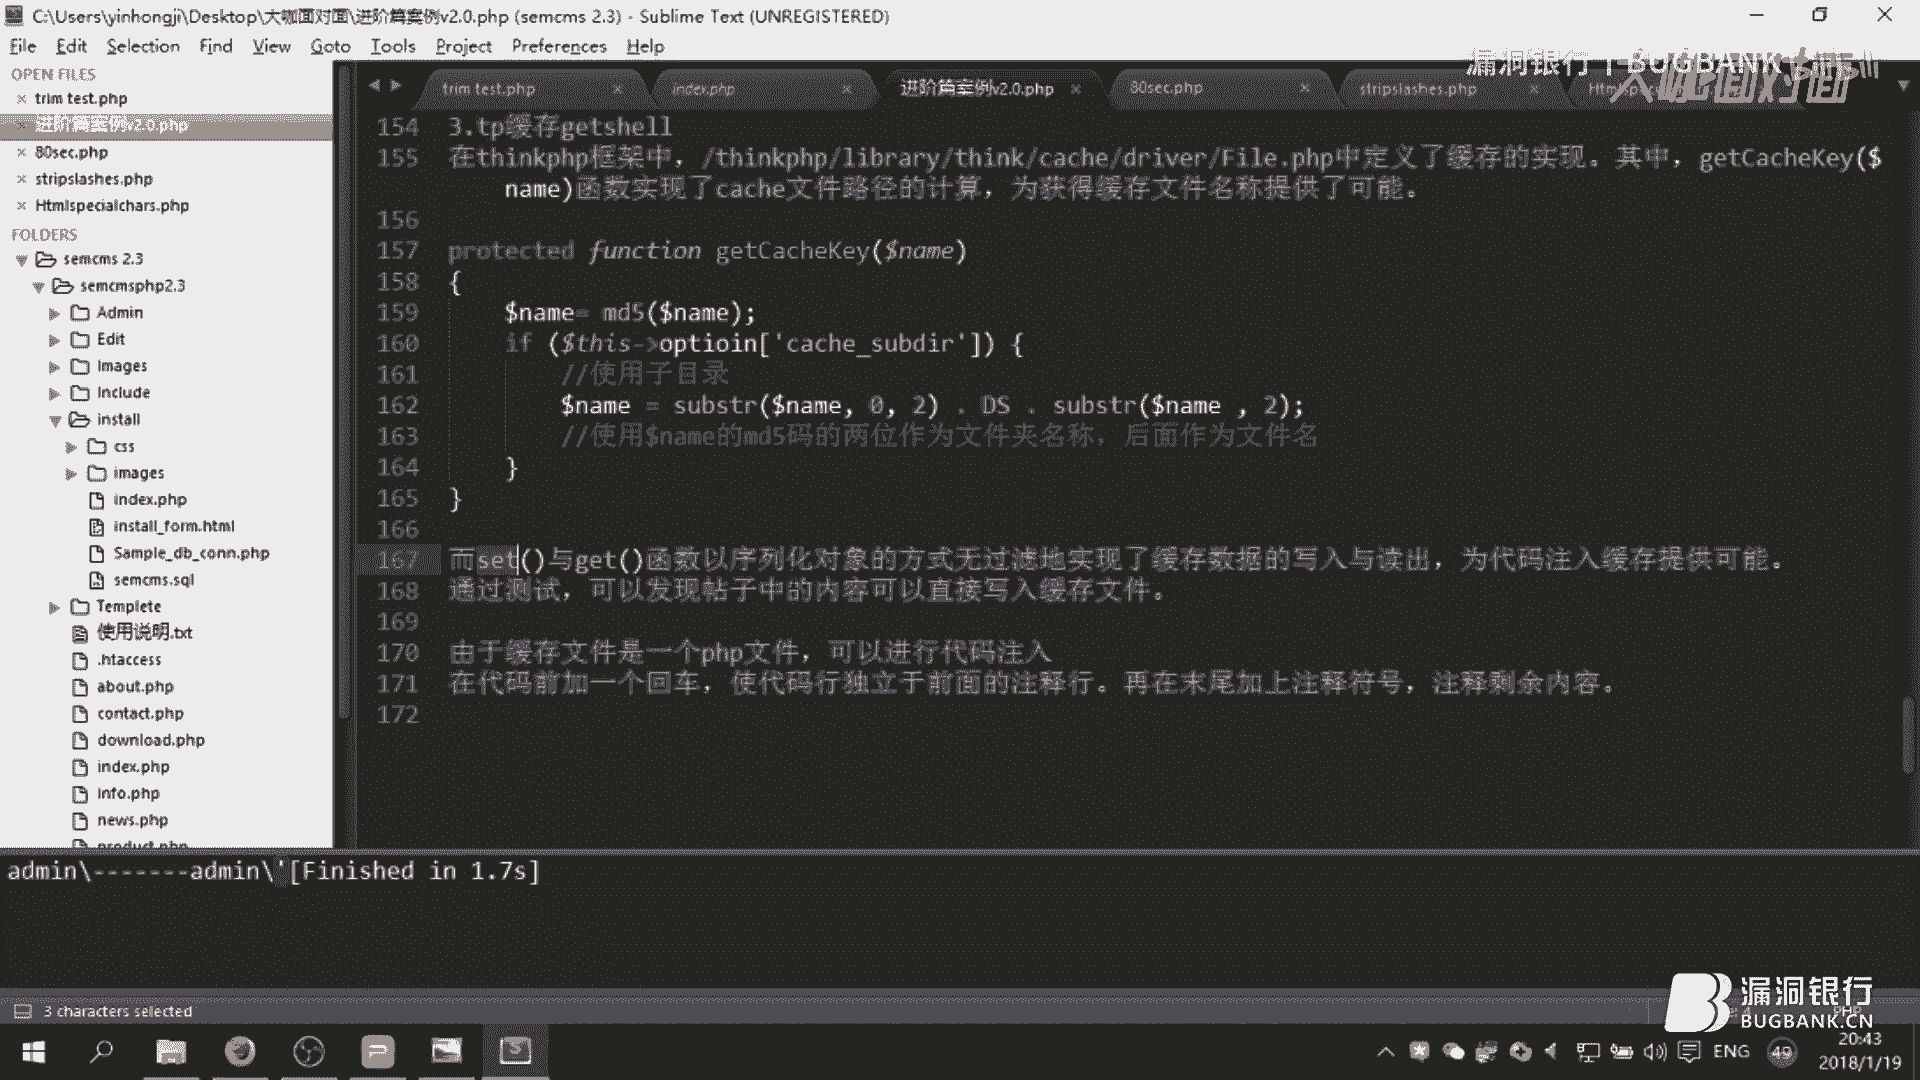 C:\Users\yinhongji\Desktop\大咖面对面\进阶篇案例v2.0.php (semcms 2.3) - Sublime Text (UNREGISTERED)
File Edit Selection Find View Goto Tools Project Preferences Help
漏洞银行 | BUGBANK
大咖面对面
OPEN FILES
× trim test.php
进阶篇案例v2.0.php
× 80sec.php
× stripslashes.php
× Htmlspecialchars.php
FOLDERS
semcms 2.3
semcmsphp2.3
Admin
Edit
Images
Include
install
css
images
index.php
install_form.html
Sample_db_conn.php
semcms.sql
Templete
使用说明.txt
.htaccess
about.php
contact.php
download.php
index.php
info.php
news.php
product.php
trim test.php × index.php × 进阶篇案例v2.0.php × 80sec.php × stripslashes.php ×
154 3.tp缓存getshell
155 在thinkphp框架中，/thinkphp/library/think/cache/driver/File.php中定义了缓存的实现。其中，getCacheKey($
name)函数实现了cache文件路径的计算，为获得缓存文件名称提供了可能。
156
157 protected function getCacheKey($name)
158 {
159 $name= md5($name);
160 if ($this->optioin['cache_subdir']) {
161 //使用子目录
162 $name = substr($name, 0, 2) . DS . substr($name , 2);
163 //使用$name的md5码的两位作为文件夹名称，后面作为文件名
164 }
165 }
166
167 而set()与get()函数以序列化对象的方式无过滤地实现了缓存数据的写入与读出，为代码注入缓存提供可能。
168 通过测试，可以发现帖子中的内容可以直接写入缓存文件。
169
170 由于缓存文件是一个php文件，可以进行代码注入
171 在代码前加一个回车，使代码行独立于前面的注释行。再在末尾加上注释符号，注释剩余内容。
172
admin\-------admin\'[Finished in 1.7s]
3 characters selected
漏洞银行
BUGBANK.CN
ENG
49
20:43
2018/1/19